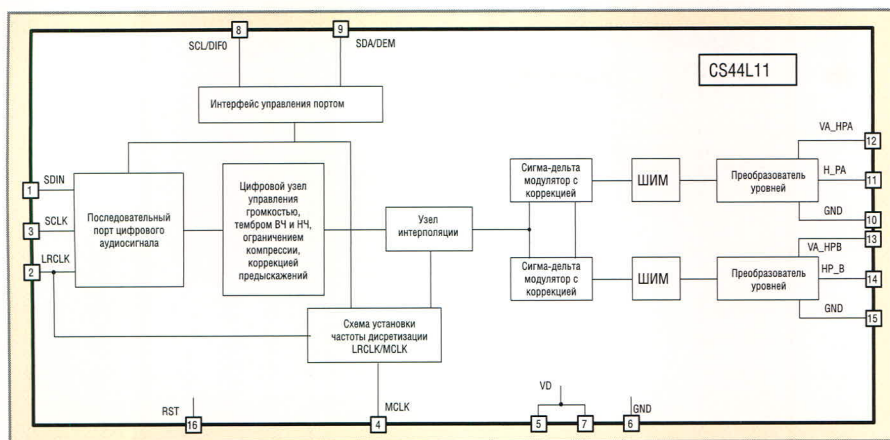 8
9
SCL/DIF0
SDA/DEM
CS44L11
Интерфейс управления портом
VA_HPA
12
1
SDIN
3
SCLK
2
LRCLK
Последовательный
порт цифрового
аудиосигнала
Цифровой узел
управления
громкостью,
тембром ВЧ и НЧ,
ограничением
компрессии,
коррекцией
предыскажений
Узел
интерполяции
Сигма-дельта
модулятор с
коррекцией
ШИМ
Преобразователь
уровней
H_PA
11
GND
10
VA_HPB
13
Сигма-дельта
модулятор с
коррекцией
ШИМ
Преобразователь
уровней
HP_B
14
GND
15
Схема установки
частоты дисретизации
LRCLK/MCLK
RST
16
MCLK
4
VD
5
7
GND
6